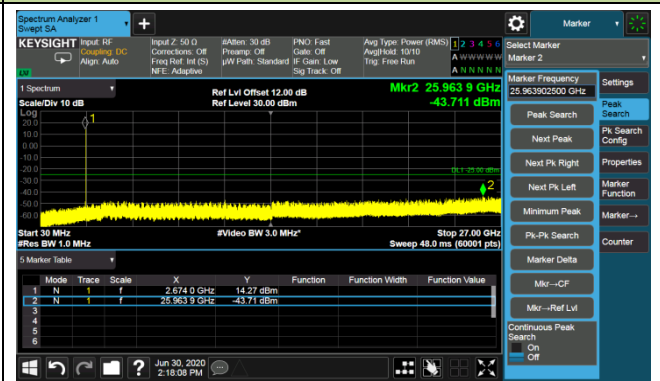 Spectrum Analyzer 1
Swept SA
+
Marker
KEYSIGHT
Input: RF
Coupling: DC
Align: Auto
Input Z: 50 Ω
Corrections: Off
Freq Ref: Int (S)
NFE: Adaptive
#Atten: 30 dB
Preamp: Off
µW Path: Standard
PNO: Fast
Gate: Off
IF Gain: Low
Sig Track: Off
Avg Type: Power (RMS)
Avg|Hold: 10/10
Trig: Free Run
1 2 3 4 5 6
A W W W W W
A N N N N N
Select Marker
Marker 2
1 Spectrum
Scale/Div 10 dB
Ref Lvl Offset 12.00 dB
Ref Level 30.00 dBm
Mkr2 25.963 9 GHz
-43.711 dBm
Log
20.0
10.0
0.00
-10.0
-20.0
-30.0
-40.0
-50.0
-60.0
1
DL1 -25.00 dBm
2
Start 30 MHz
#Video BW 3.0 MHz*
Stop 27.00 GHz
#Res BW 1.0 MHz
Sweep 48.0 ms (60001 pts)
Marker Frequency
25.963902500 GHz
Peak Search
Next Peak
Next Pk Right
Next Pk Left
Minimum Peak
Pk-Pk Search
Marker Delta
Mkr→CF
Mkr→Ref Lvl
Continuous Peak
Search
On
Off
Settings
Peak
Search
Pk Search
Config
Properties
Marker
Function
Marker→
Counter
5 Marker Table
Mode Trace Scale X Y Function Function Width Function Value
1 N 1 f 2.674 0 GHz 14.27 dBm
2 N 1 f 25.963 9 GHz -43.71 dBm
3
4
5
6
?
Jun 30, 2020
2:18:08 PM